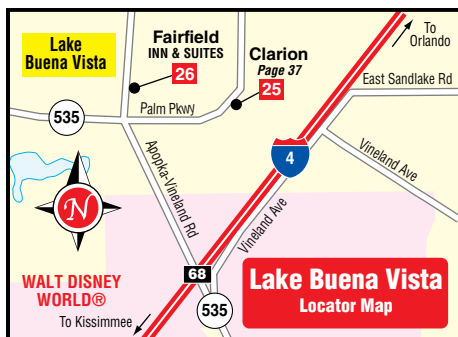 Lake
Buena Vista
Fairfield
INN & SUITES
26
Clarion
Page 37
25
To
Orlando
East Sandlake Rd
Palm Pkwy
535
Apopka-Vineland Rd
4
Vineland Ave
Vineland Ave
N
68
WALT DISNEY
WORLD®
To Kissimmee
535
Lake Buena Vista
Locator Map